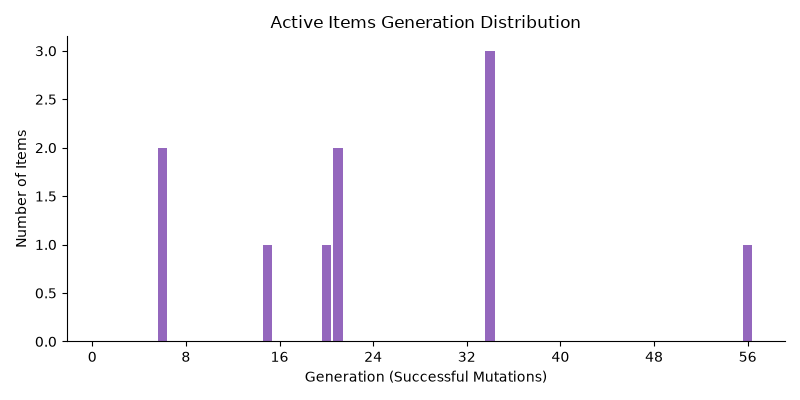 Active Items Generation Distribution
3.0
2.5
2.0
1.5
1.0
0.5
0.0
Number of Items
0 8 16 24 32 40 48 56
Generation (Successful Mutations)